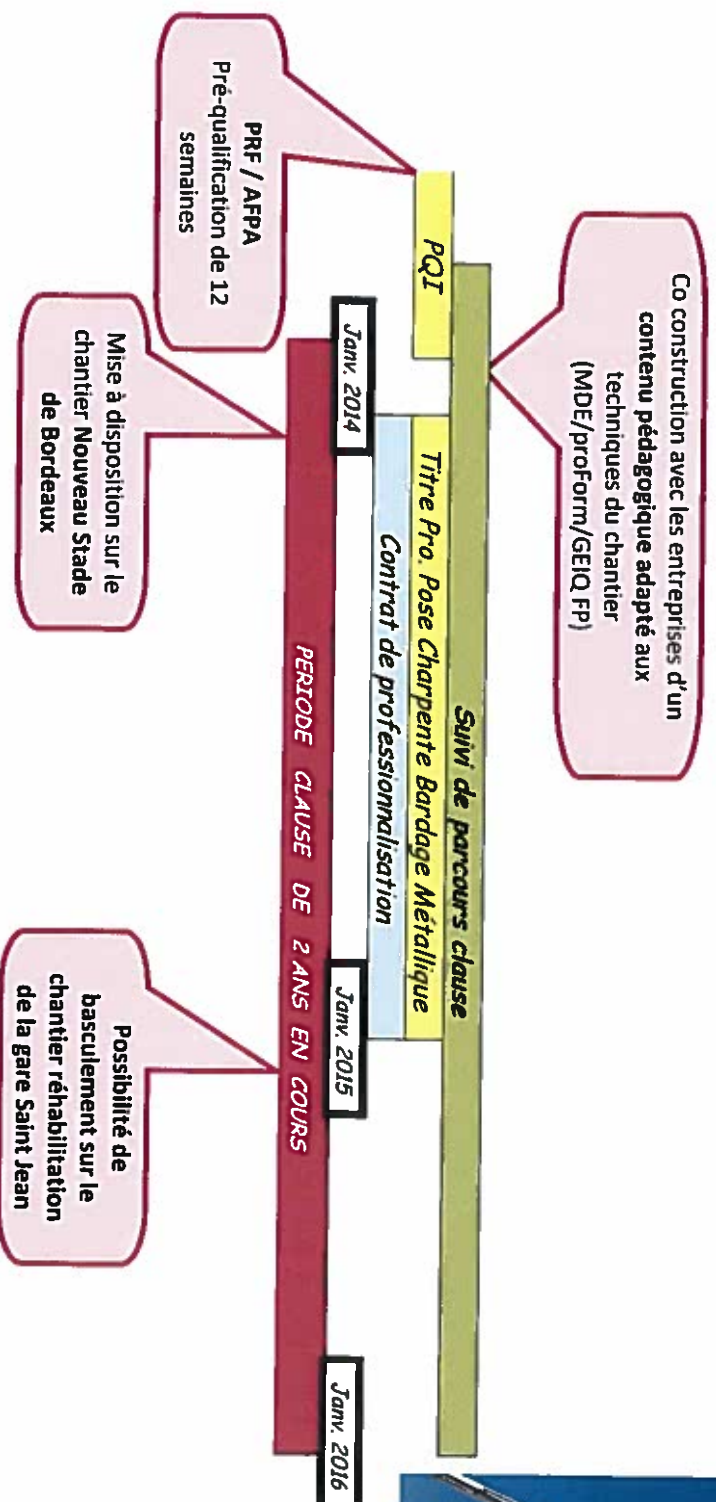 Co construction avec les entreprises d'un
contenu pédagogique adapté aux
techniques du chantier
(MDE/proForm/GEIQ FP)
Suivi de parcours clause
PQI
Titre Pro. Pose Charpente Bardage Métallique
Contrat de professionnalisation
Janv. 2014
Janv. 2015
Janv. 2016
PERIODE CLAUSE DE 2 ANS EN COURS
PRF / AFPA
Pré-qualification de 12
semaines
Mise à disposition sur le
chantier Nouveau Stade
de Bordeaux
Possibilité de
basculement sur le
chantier réhabilitation
de la gare Saint Jean